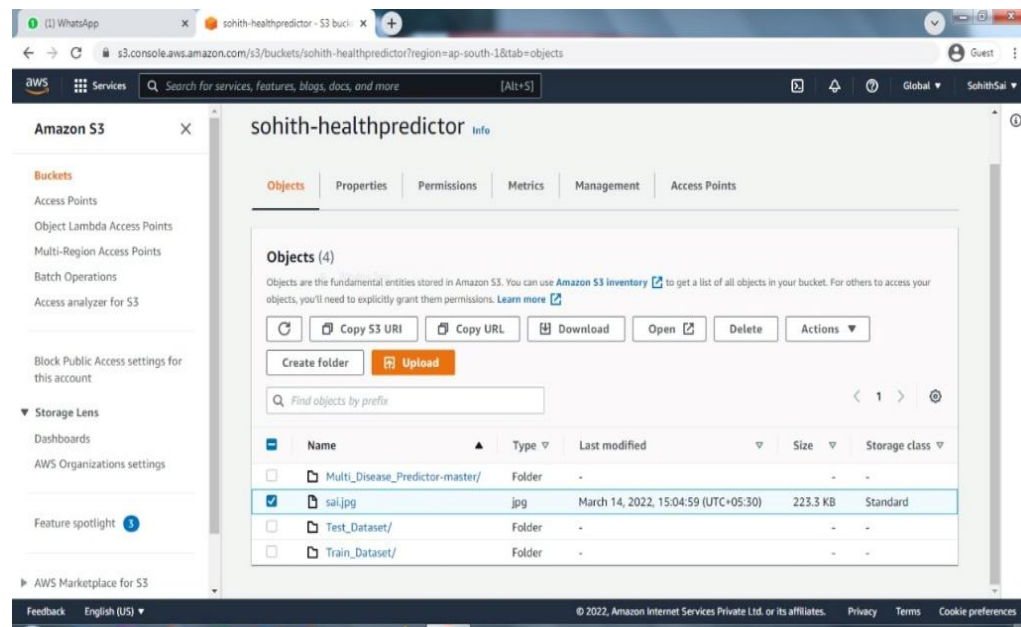 (1) WhatsApp
sohith-healthpredictor - S3 buck
s3.console.aws.amazon.com/s3/buckets/sohith-healthpredictor?region=ap-south-1&tab=objects
Guest
aws
Services
Search for services, features, blogs, docs, and more
[Alt+S]
Global
SohithSai
Amazon S3
Buckets
Access Points
Object Lambda Access Points
Multi-Region Access Points
Batch Operations
Access analyzer for S3
Block Public Access settings for
this account
Storage Lens
Dashboards
AWS Organizations settings
Feature spotlight 3
AWS Marketplace for S3
sohith-healthpredictor Info
Objects Properties Permissions Metrics Management Access Points
Objects (4)
Objects are the fundamental entities stored in Amazon S3. You can use Amazon S3 inventory to get a list of all objects in your bucket. For others to access your
objects, you'll need to explicitly grant them permissions. Learn more
Copy S3 URI Copy URL Download Open Delete Actions
Create folder Upload
Find objects by prefix
1
Name Type Last modified Size Storage class
Multi_Disease_Predictor-master/ Folder - - -
sai.jpg jpg March 14, 2022, 15:04:59 (UTC+05:30) 223.3 KB Standard
Test_Dataset/ Folder - - -
Train_Dataset/ Folder - - -
Feedback English (US) © 2022, Amazon Internet Services Private Ltd. or its affiliates. Privacy Terms Cookie preferences